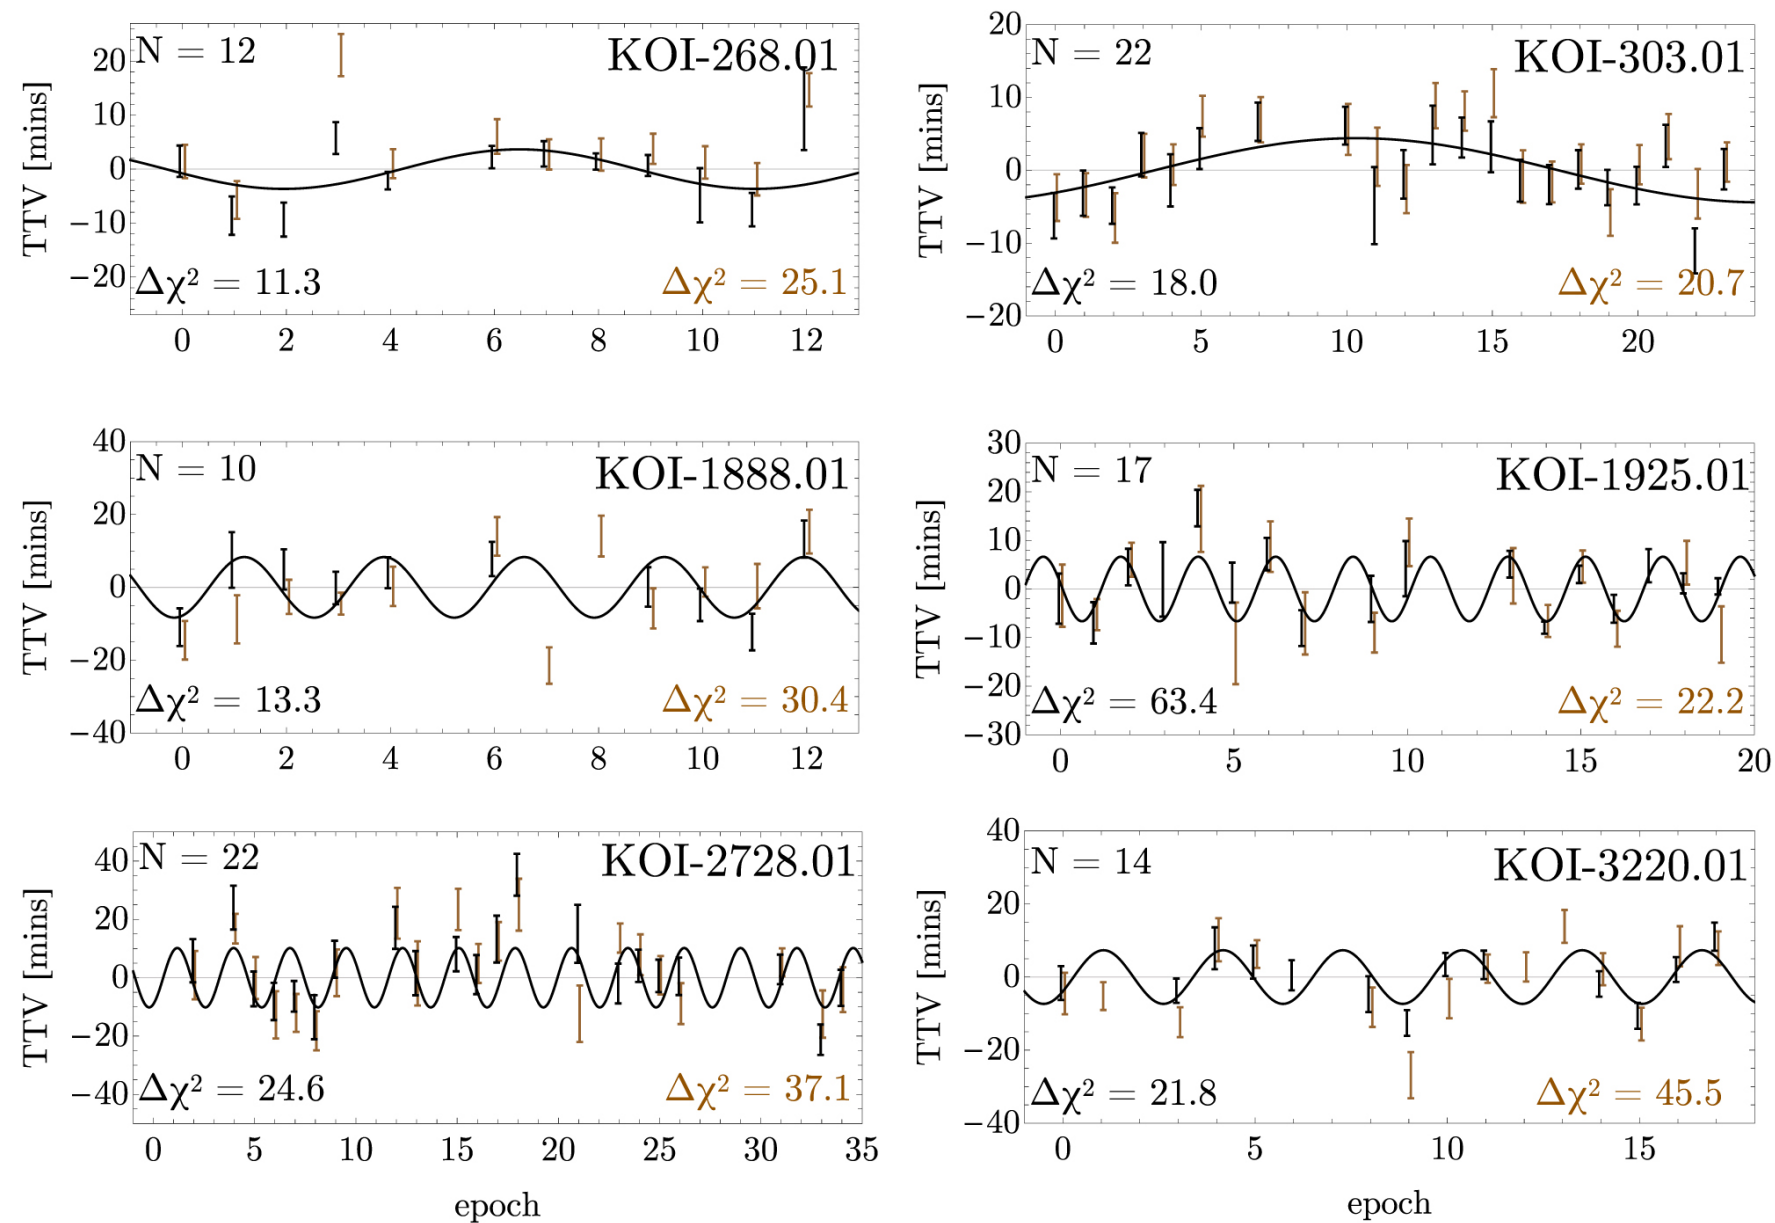 N = 12
KOI-268.01
TTV [mins]
20
10
0
−10
−20
Δχ² = 11.3
Δχ² = 25.1
0 2 4 6 8 10 12
N = 22
KOI-303.01
TTV [mins]
20
10
0
−10
−20
Δχ² = 18.0
Δχ² = 20.7
0 5 10 15 20
N = 10
KOI-1888.01
TTV [mins]
40
20
0
−20
−40
Δχ² = 13.3
Δχ² = 30.4
0 2 4 6 8 10 12
N = 17
KOI-1925.01
TTV [mins]
30
20
10
0
−10
−20
−30
Δχ² = 63.4
Δχ² = 22.2
0 5 10 15 20
N = 22
KOI-2728.01
TTV [mins]
40
20
0
−20
−40
Δχ² = 24.6
Δχ² = 37.1
0 5 10 15 20 25 30 35
epoch
N = 14
KOI-3220.01
TTV [mins]
40
20
0
−20
−40
Δχ² = 21.8
Δχ² = 45.5
0 5 10 15
epoch